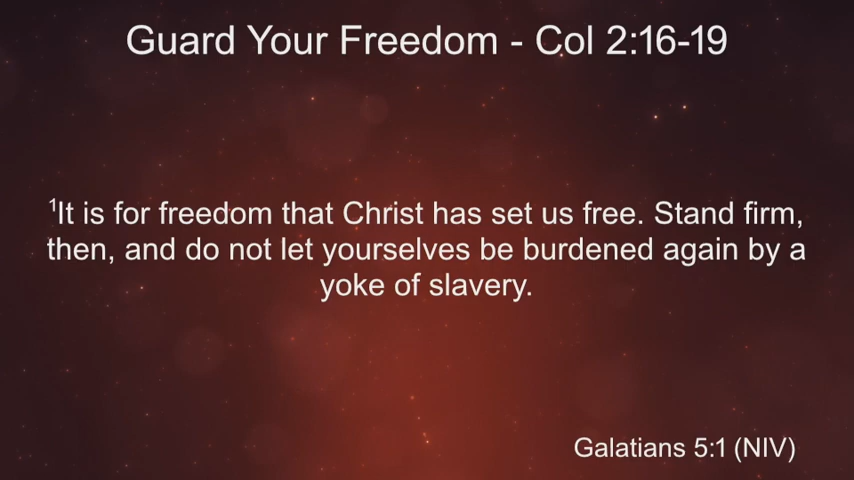 Guard Your Freedom - Col 2:16-19
¹It is for freedom that Christ has set us free. Stand firm,
then, and do not let yourselves be burdened again by a
yoke of slavery.
Galatians 5:1 (NIV)